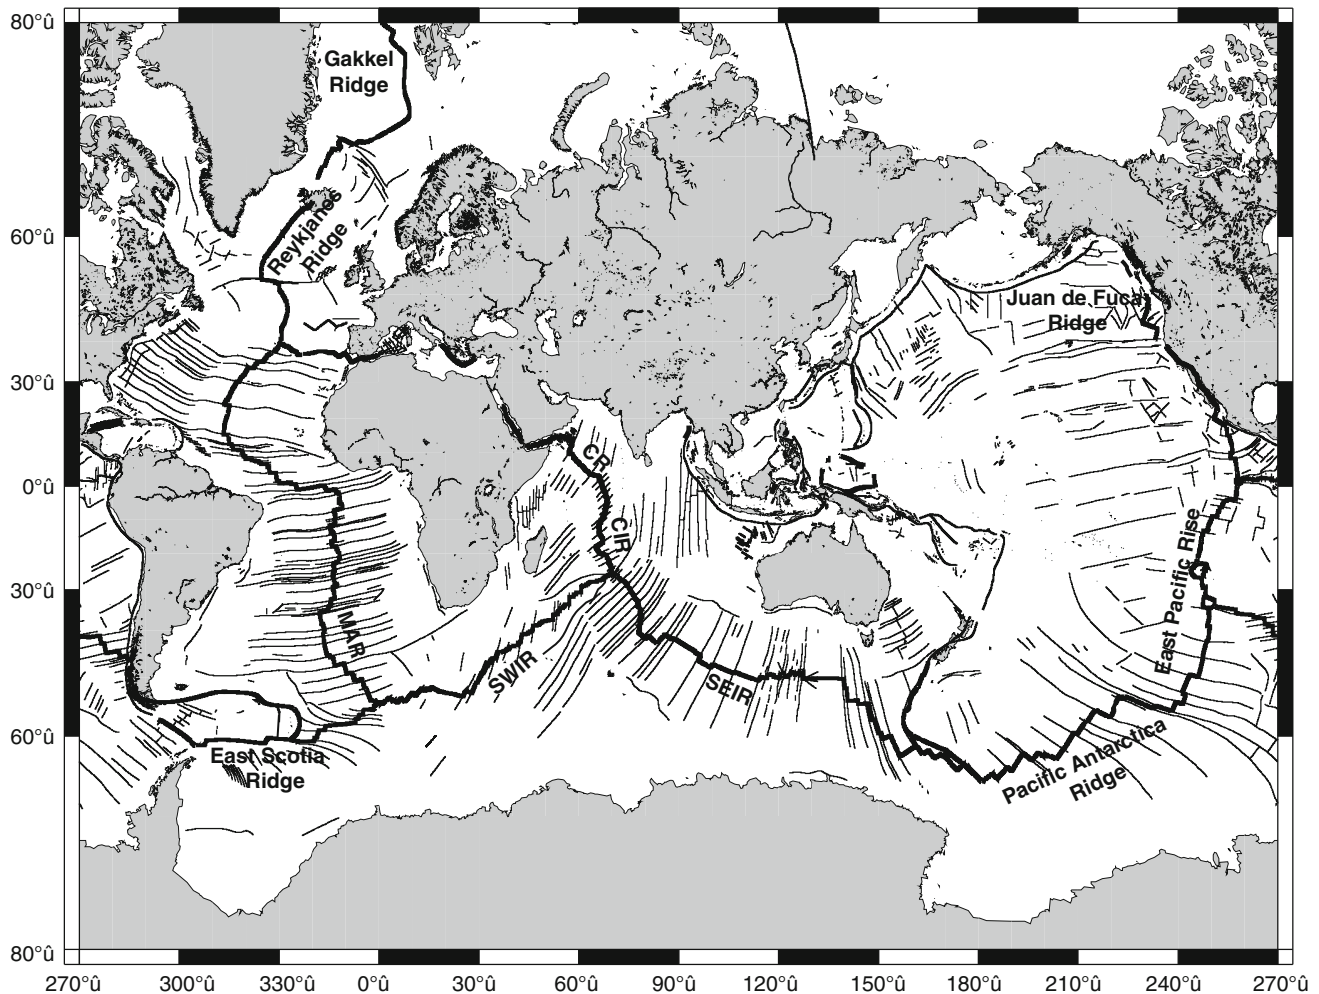 80°û
Gakkel
Ridge
Reykjanes
Ridge
60°û
Juan de Fuca
Ridge
30°û
CR
0°û
CIR
East Pacific Rise
30°û
MAR
SWIR
SEIR
60°û
East Scotia
Ridge
Pacific Antarctica
Ridge
80°û
270°û 300°û 330°û 0°û 30°û 60°û 90°û 120°û 150°û 180°û 210°û 240°û 270°û